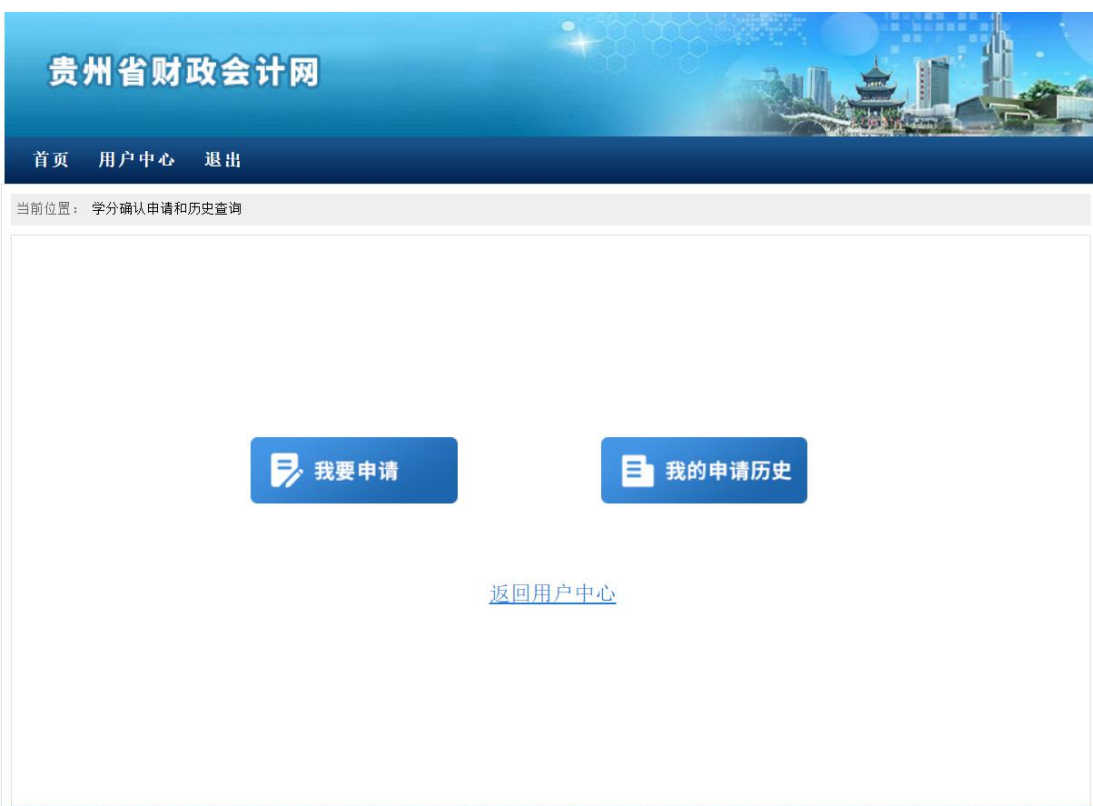 贵州省财政会计网
首页 用户中心 退出
当前位置： 学分确认申请和历史查询
我要申请 我的申请历史
返回用户中心